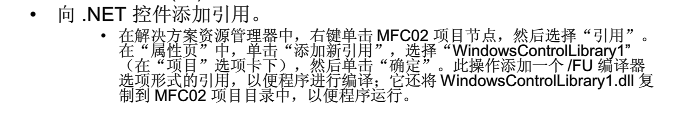 • 向 .NET 控件添加引用。
• 在解决方案资源管理器中，右键单击 MFC02 项目节点，然后选择“引用”。
在“属性页”中，单击“添加新引用”，选择“WindowsControlLibrary1”
（在“项目”选项卡下），然后单击“确定”。此操作添加一个 /FU 编译器
选项形式的引用，以便程序进行编译；它还将 WindowsControlLibrary1.dll 复
制到 MFC02 项目目录中，以便程序运行。